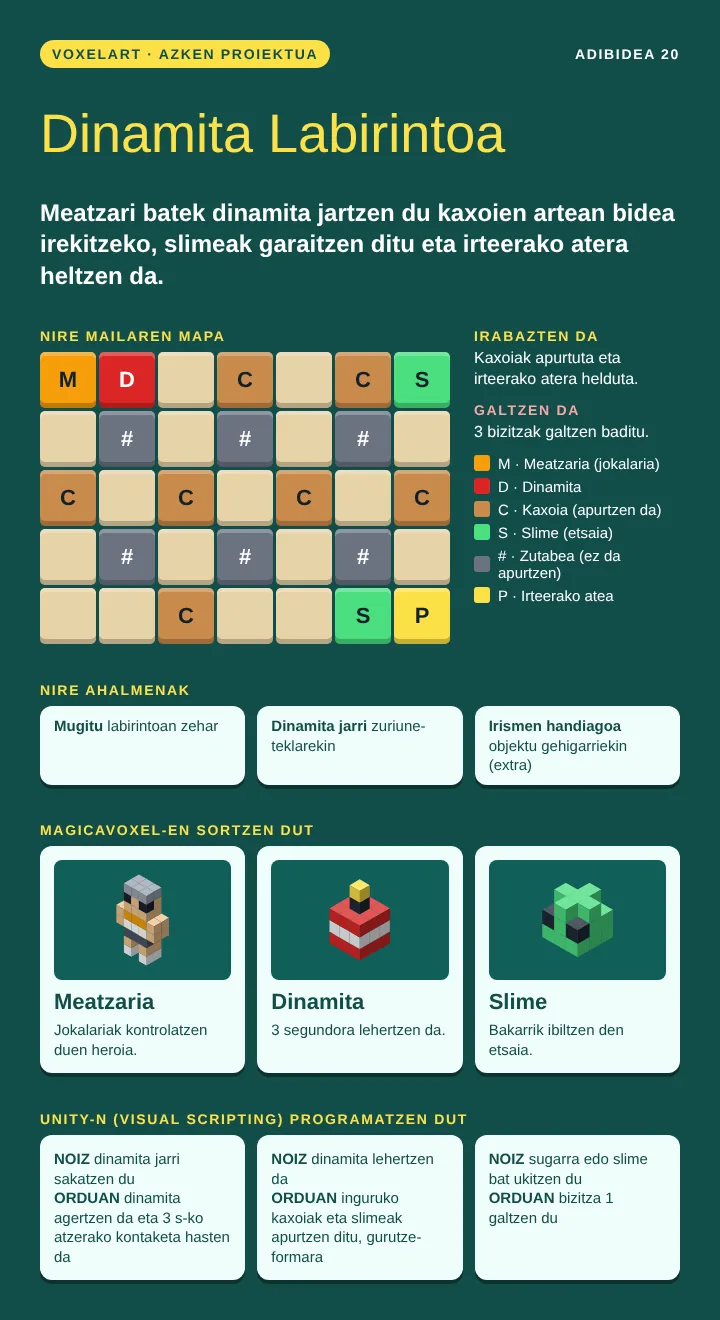 VOXELART · AZKEN PROIEKTUA
ADIBIDEA 20
Dinamita Labirintoa
Meatzari batek dinamita jartzen du kaxoien artean bidea
irekitzeko, slimeak garaitzen ditu eta irteerako atera
heltzen da.
NIRE MAILAREN MAPA
M D C C S
# # #
C C C C
# # #
C S P
IRABAZTEN DA
Kaxoiak apurtuta eta
irteerako atera helduta.
GALTZEN DA
3 bizitzak galtzen baditu.
M · Meatzaria (jokalaria)
D · Dinamita
C · Kaxoia (apurtzen da)
S · Slime (etsaia)
# · Zutabea (ez da
apurtzen)
P · Irteerako atea
NIRE AHALMENAK
Mugitu labirintoan zehar
Dinamita jarri zuriune-
teklarekin
Irismen handiagoa
objektu gehigarriekin
(extra)
MAGICAVOXEL-EN SORTZEN DUT
Meatzaria
Jokalariak kontrolatzen
duen heroia.
Dinamita
3 segundora lehertzen da.
Slime
Bakarrik ibiltzen den
etsaia.
UNITY-N (VISUAL SCRIPTING) PROGRAMATZEN DUT
NOIZ dinamita jarri
sakatzen du
ORDUAN dinamita
agertzen da eta 3 s-ko
atzerako kontaketa hasten
da
NOIZ dinamita lehertzen
da
ORDUAN inguruko
kaxoiak eta slimeak
apurtzen ditu, gurutze-
formara
NOIZ sugarra edo slime
bat ukitzen du
ORDUAN bizitza 1
galtzen du